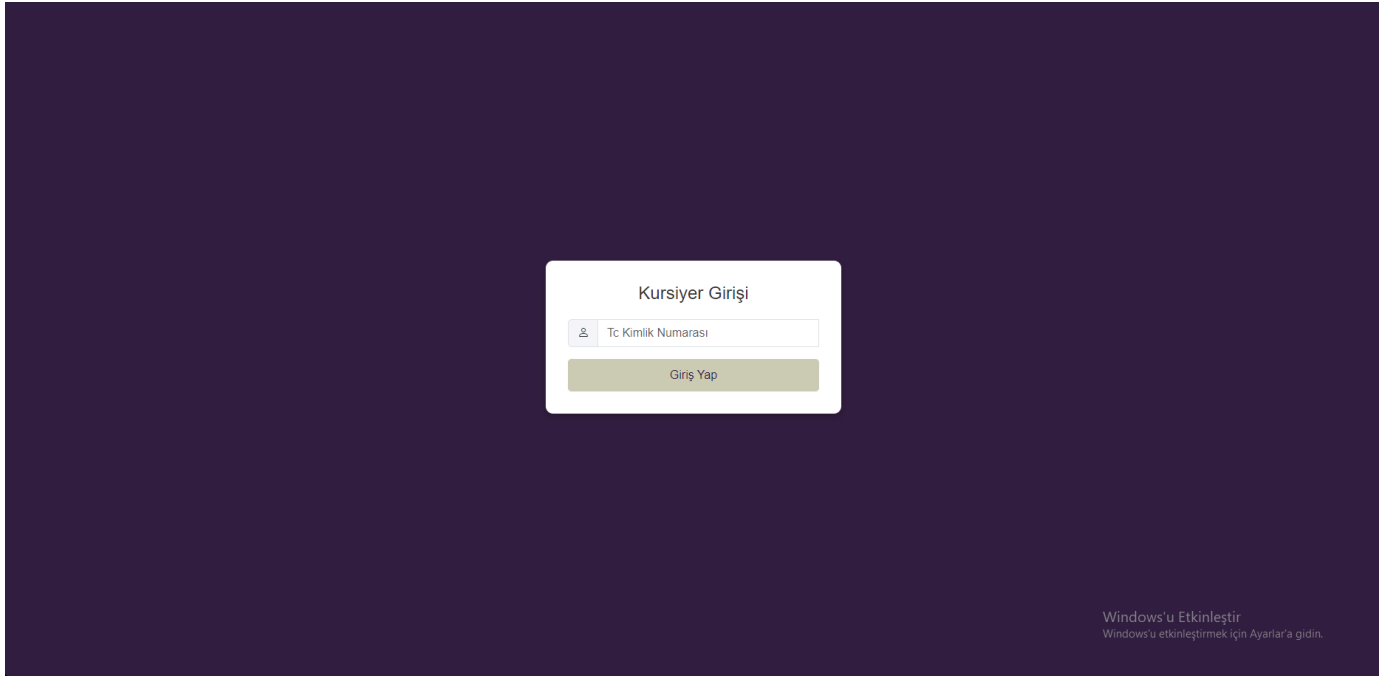 Kursiyer Girişi
Tc Kimlik Numarası
Giriş Yap
Windows'u Etkinleştir
Windows'u etkinleştirmek için Ayarlar'a gidin.